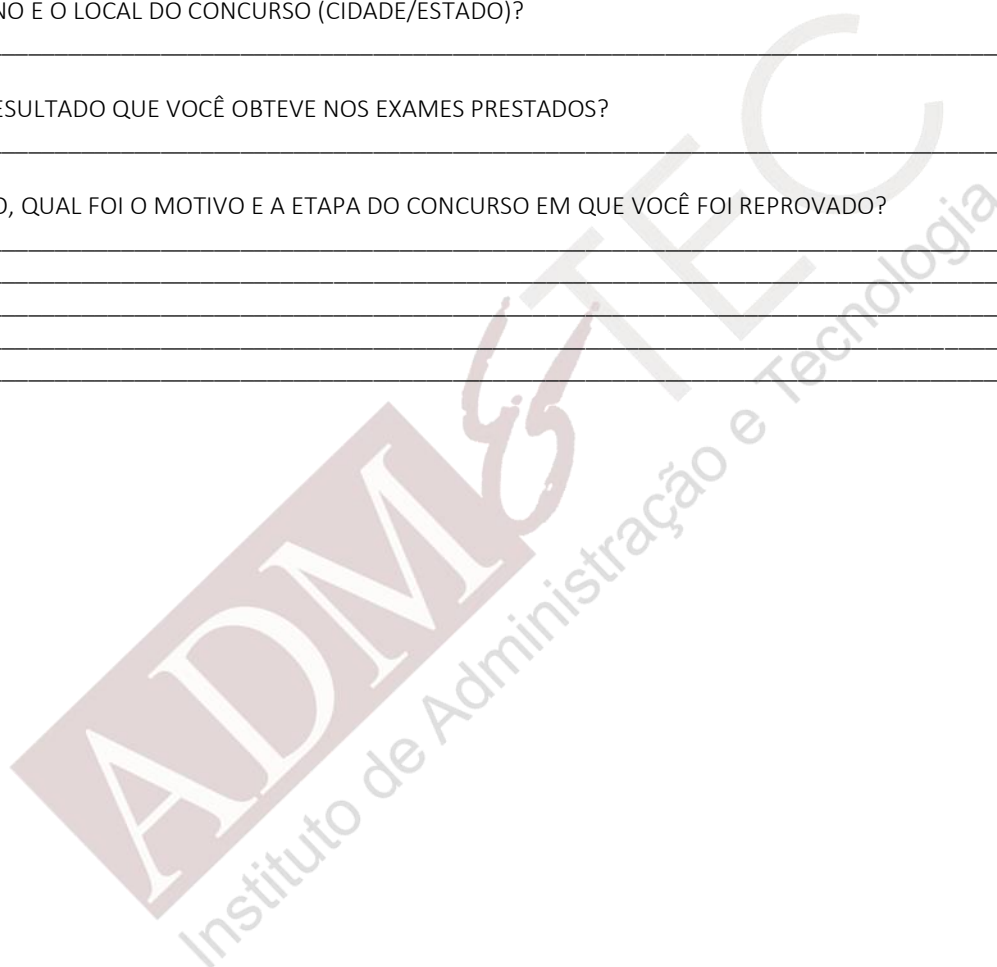 NO E O LOCAL DO CONCURSO (CIDADE/ESTADO)?
ESULTADO QUE VOCÊ OBTEVE NOS EXAMES PRESTADOS?
O, QUAL FOI O MOTIVO E A ETAPA DO CONCURSO EM QUE VOCÊ FOI REPROVADO?
ADM&TEC
Instituto de Administração e Tecnologia